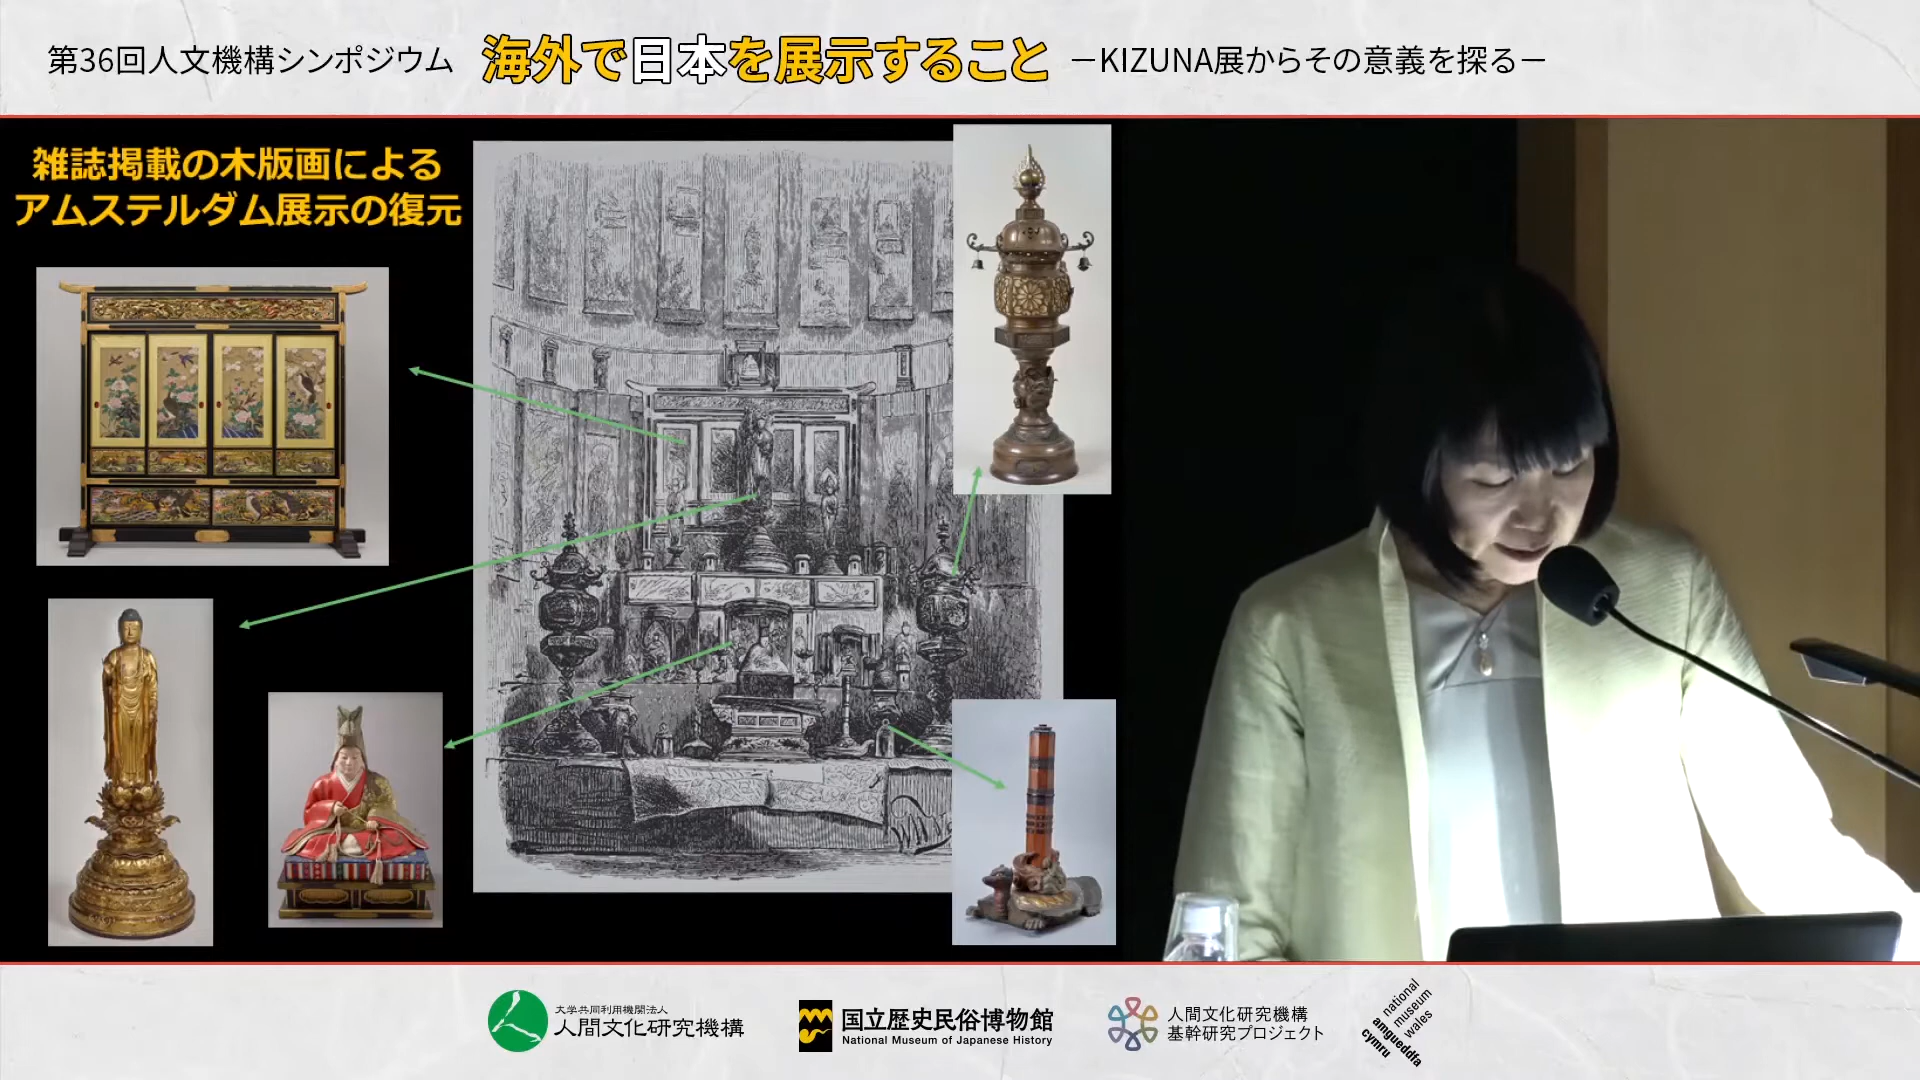 第36回人文機構シンポジウム 海外で日本を展示すること −KIZUNA展からその意義を探る−
雑誌掲載の木版画による
アムステルダム展示の復元
大学共同利用機関法人
人間文化研究機構
国立歴史民俗博物館
National Museum of Japanese History
人間文化研究機構
基幹研究プロジェクト
national
museum
wales
amgueddfa
cymru